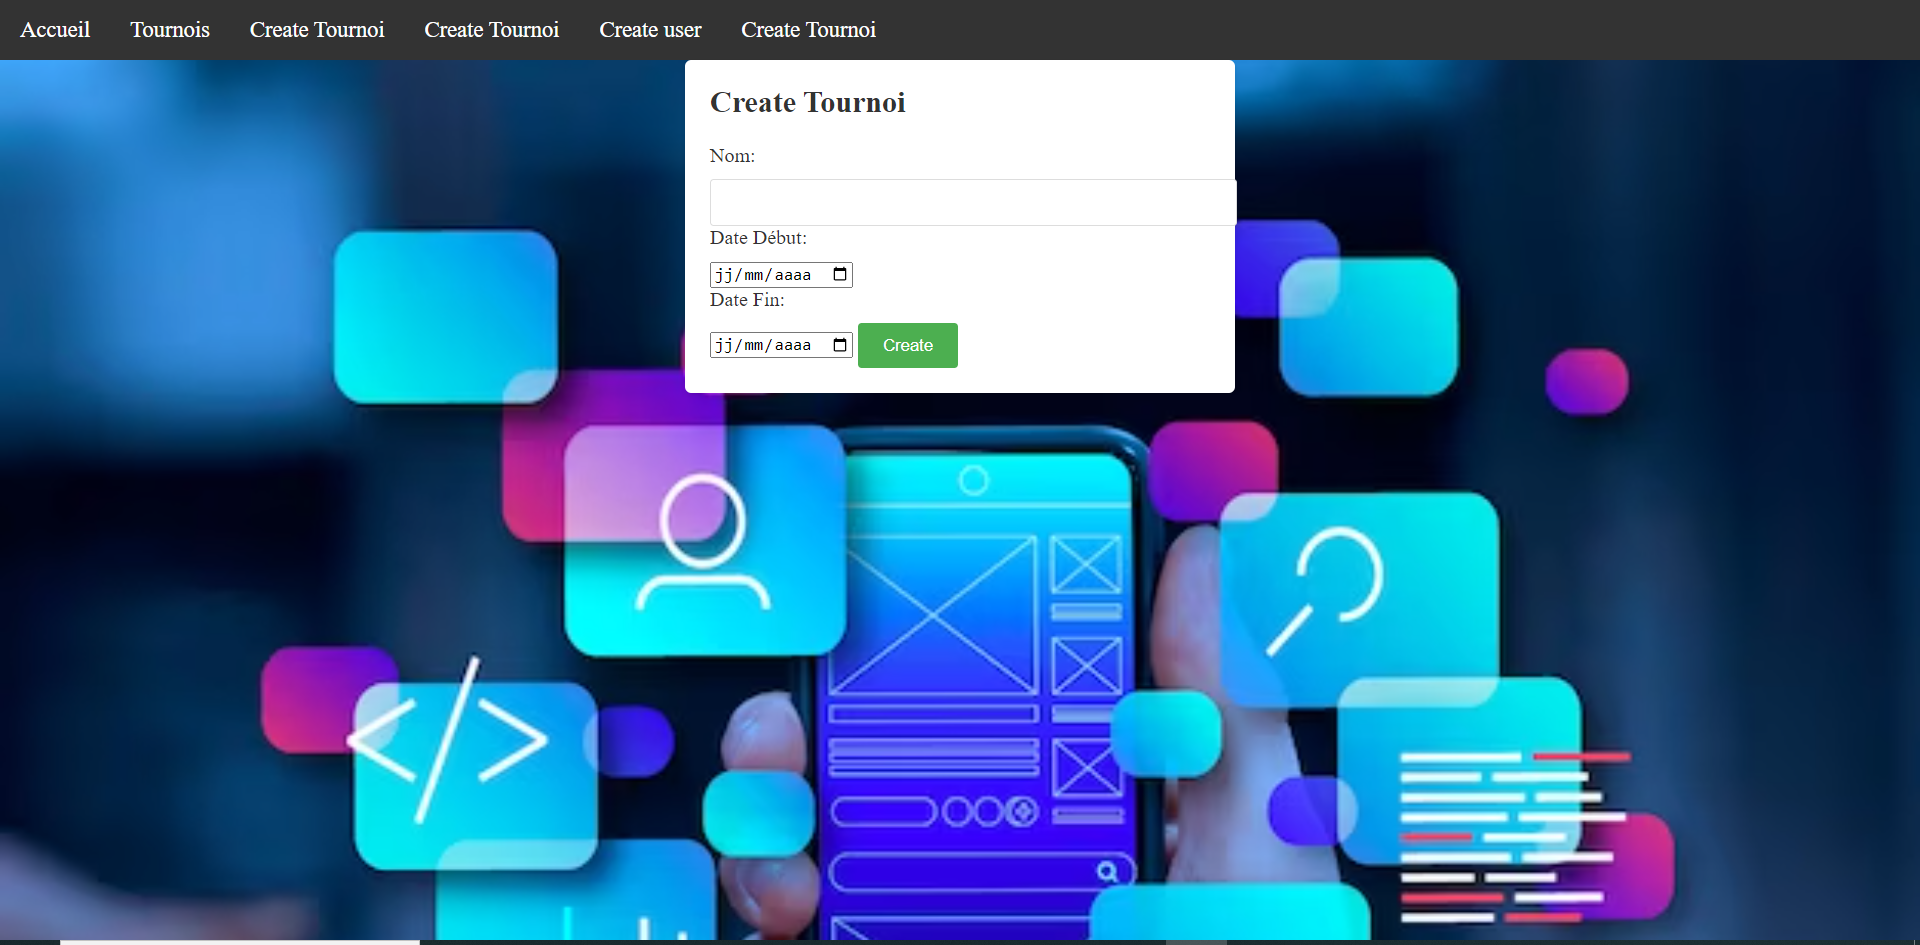 Accueil Tournois Create Tournoi Create Tournoi Create user Create Tournoi
Create Tournoi
Nom:
Date Début:
jj/mm/aaaa
Date Fin:
jj/mm/aaaa Create